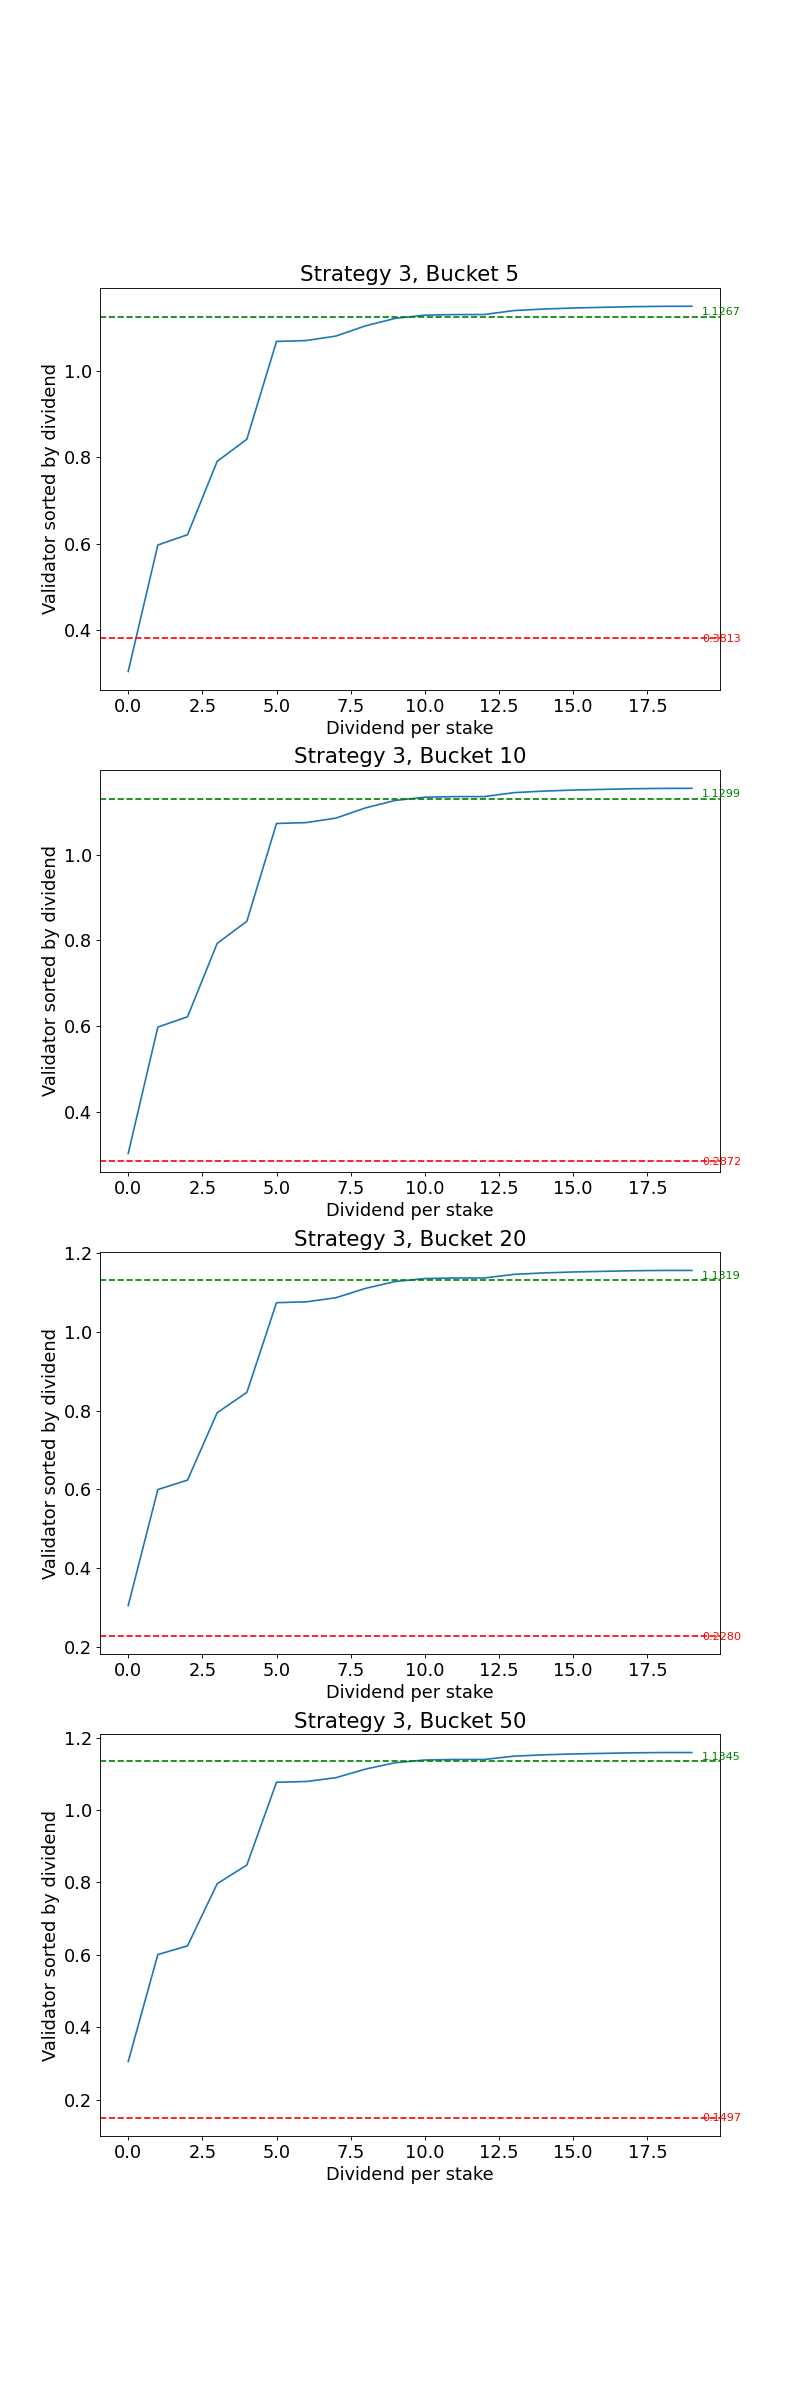 Strategy 3, Bucket 5
Validator sorted by dividend
1.0
0.8
0.6
0.4
1.1267
0.3813
0.0 2.5 5.0 7.5 10.0 12.5 15.0 17.5
Dividend per stake
Strategy 3, Bucket 10
Validator sorted by dividend
1.0
0.8
0.6
0.4
1.1299
0.2872
0.0 2.5 5.0 7.5 10.0 12.5 15.0 17.5
Dividend per stake
Strategy 3, Bucket 20
Validator sorted by dividend
1.2
1.0
0.8
0.6
0.4
0.2
1.1319
0.2280
0.0 2.5 5.0 7.5 10.0 12.5 15.0 17.5
Dividend per stake
Strategy 3, Bucket 50
Validator sorted by dividend
1.2
1.0
0.8
0.6
0.4
0.2
1.1345
0.1497
0.0 2.5 5.0 7.5 10.0 12.5 15.0 17.5
Dividend per stake